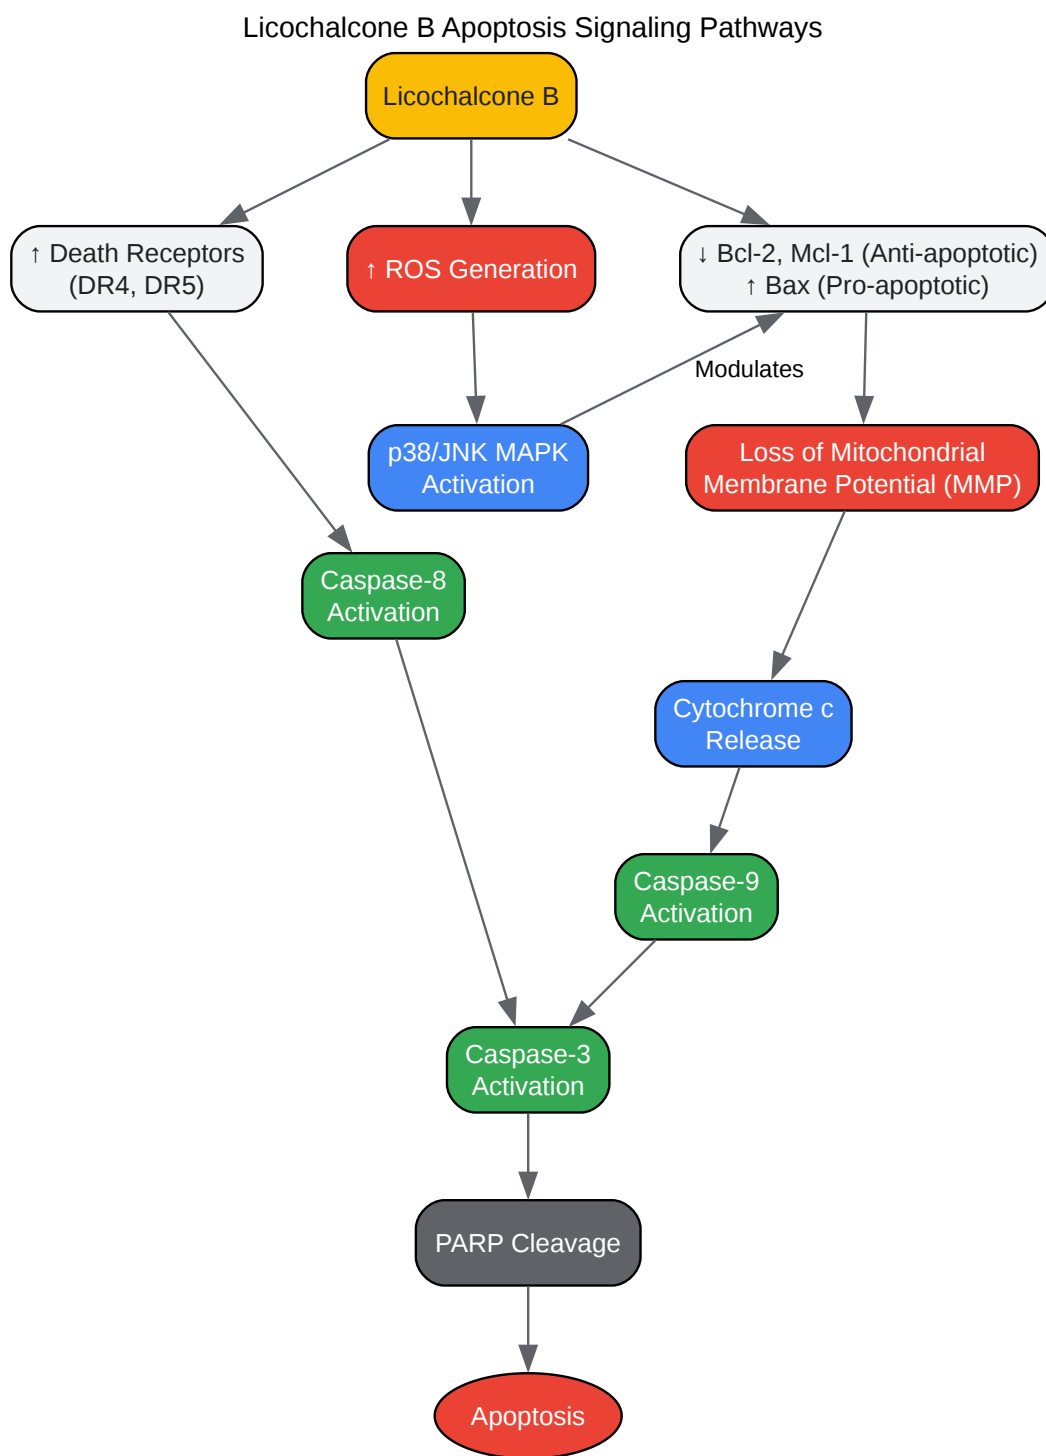 Licochalcone B Apoptosis Signaling Pathways
Licochalcone B
↑ Death Receptors
(DR4, DR5)
↑ ROS Generation
↓ Bcl-2, Mcl-1 (Anti-apoptotic)
↑ Bax (Pro-apoptotic)
Modulates
p38/JNK MAPK
Activation
Loss of Mitochondrial
Membrane Potential (MMP)
Caspase-8
Activation
Cytochrome c
Release
Caspase-9
Activation
Caspase-3
Activation
PARP Cleavage
Apoptosis